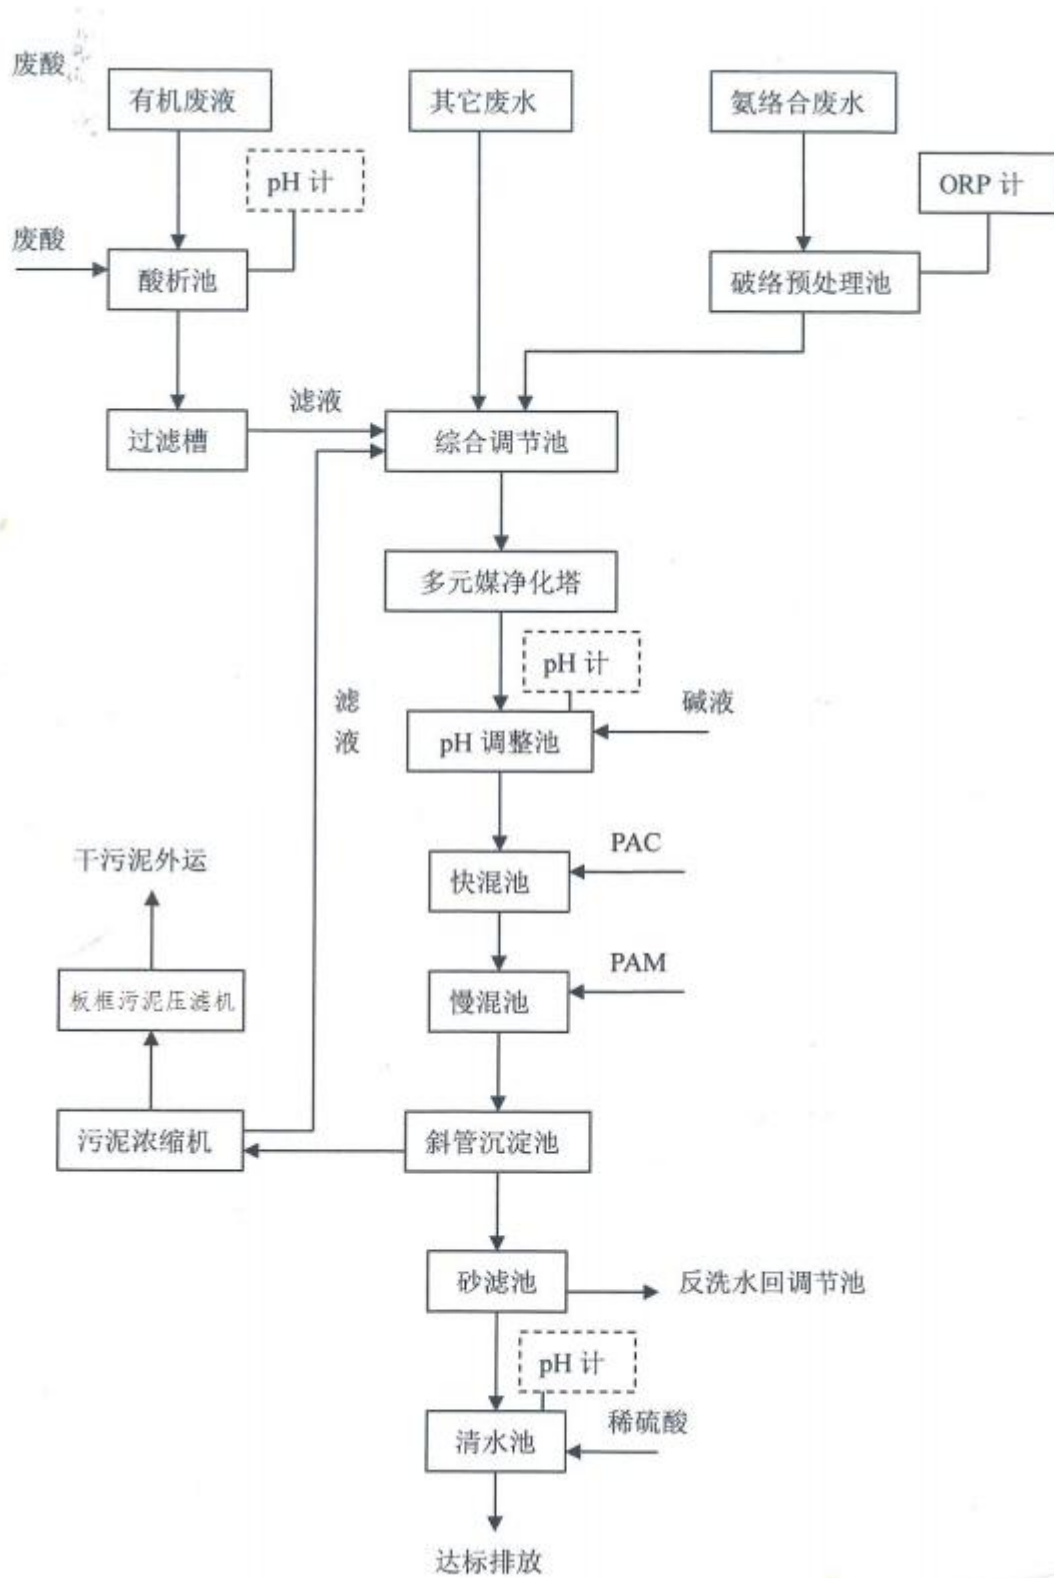 废酸
有机废液
其它废水
氨络合废水
pH 计
ORP 计
废酸
酸析池
破络预处理池
滤液
过滤槽
综合调节池
多元媒净化塔
pH 计
滤
液
碱液
pH 调整池
PAC
干污泥外运
快混池
PAM
板框污泥压滤机
慢混池
污泥浓缩机
斜管沉淀池
砂滤池
反洗水回调节池
pH 计
稀硫酸
清水池
达标排放